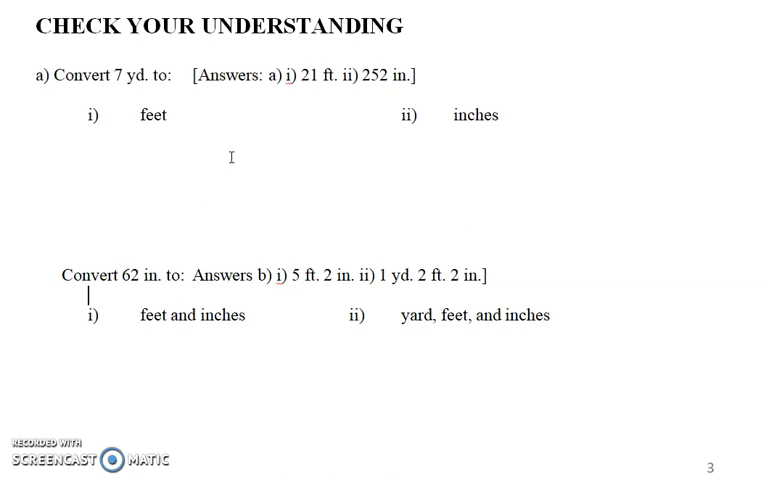 CHECK YOUR UNDERSTANDING
a) Convert 7 yd. to: [Answers: a) i) 21 ft. ii) 252 in.]
i) feet ii) inches
Convert 62 in. to: Answers b) i) 5 ft. 2 in. ii) 1 yd. 2 ft. 2 in.]
i) feet and inches ii) yard, feet, and inches
RECORDED WITH
SCREENCAST MATIC
3